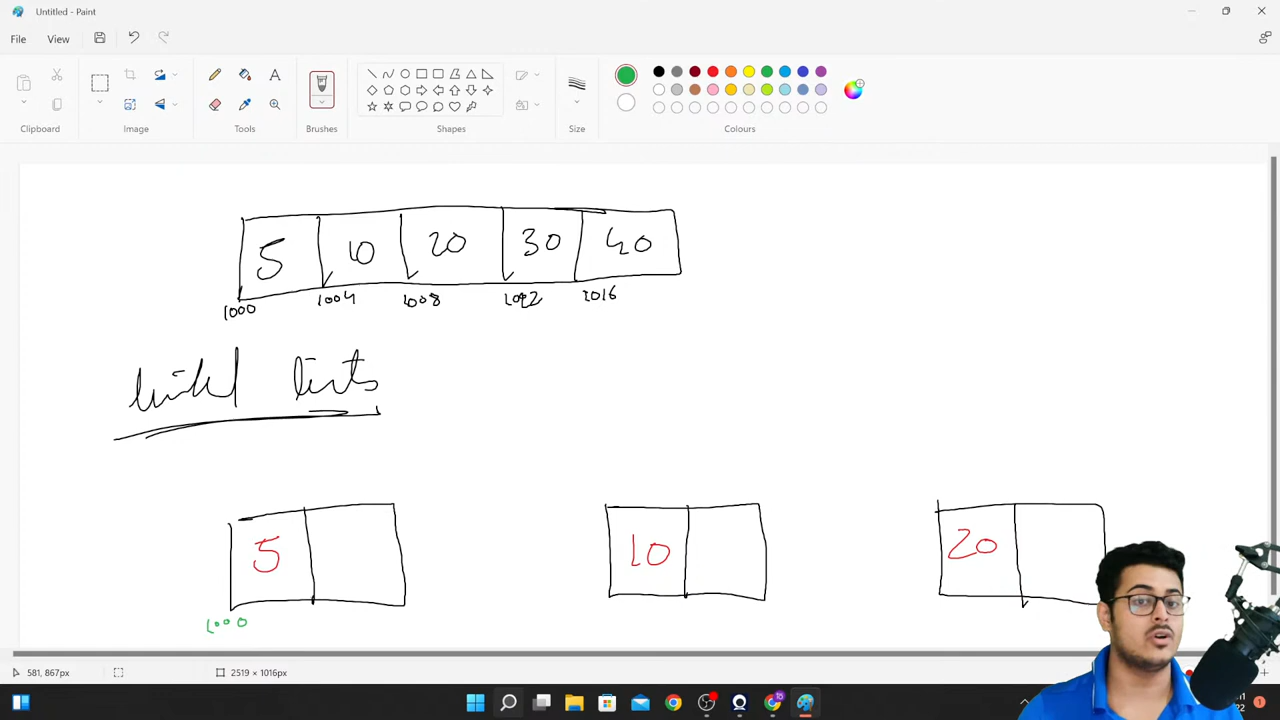 Untitled - Paint
File View
Clipboard Image Tools Brushes Shapes Size Colours
5 10 20 30 40
1000 1004 1008 1012 1016
linked lists
5 10 20
1000
581, 867px 2519 × 1016px